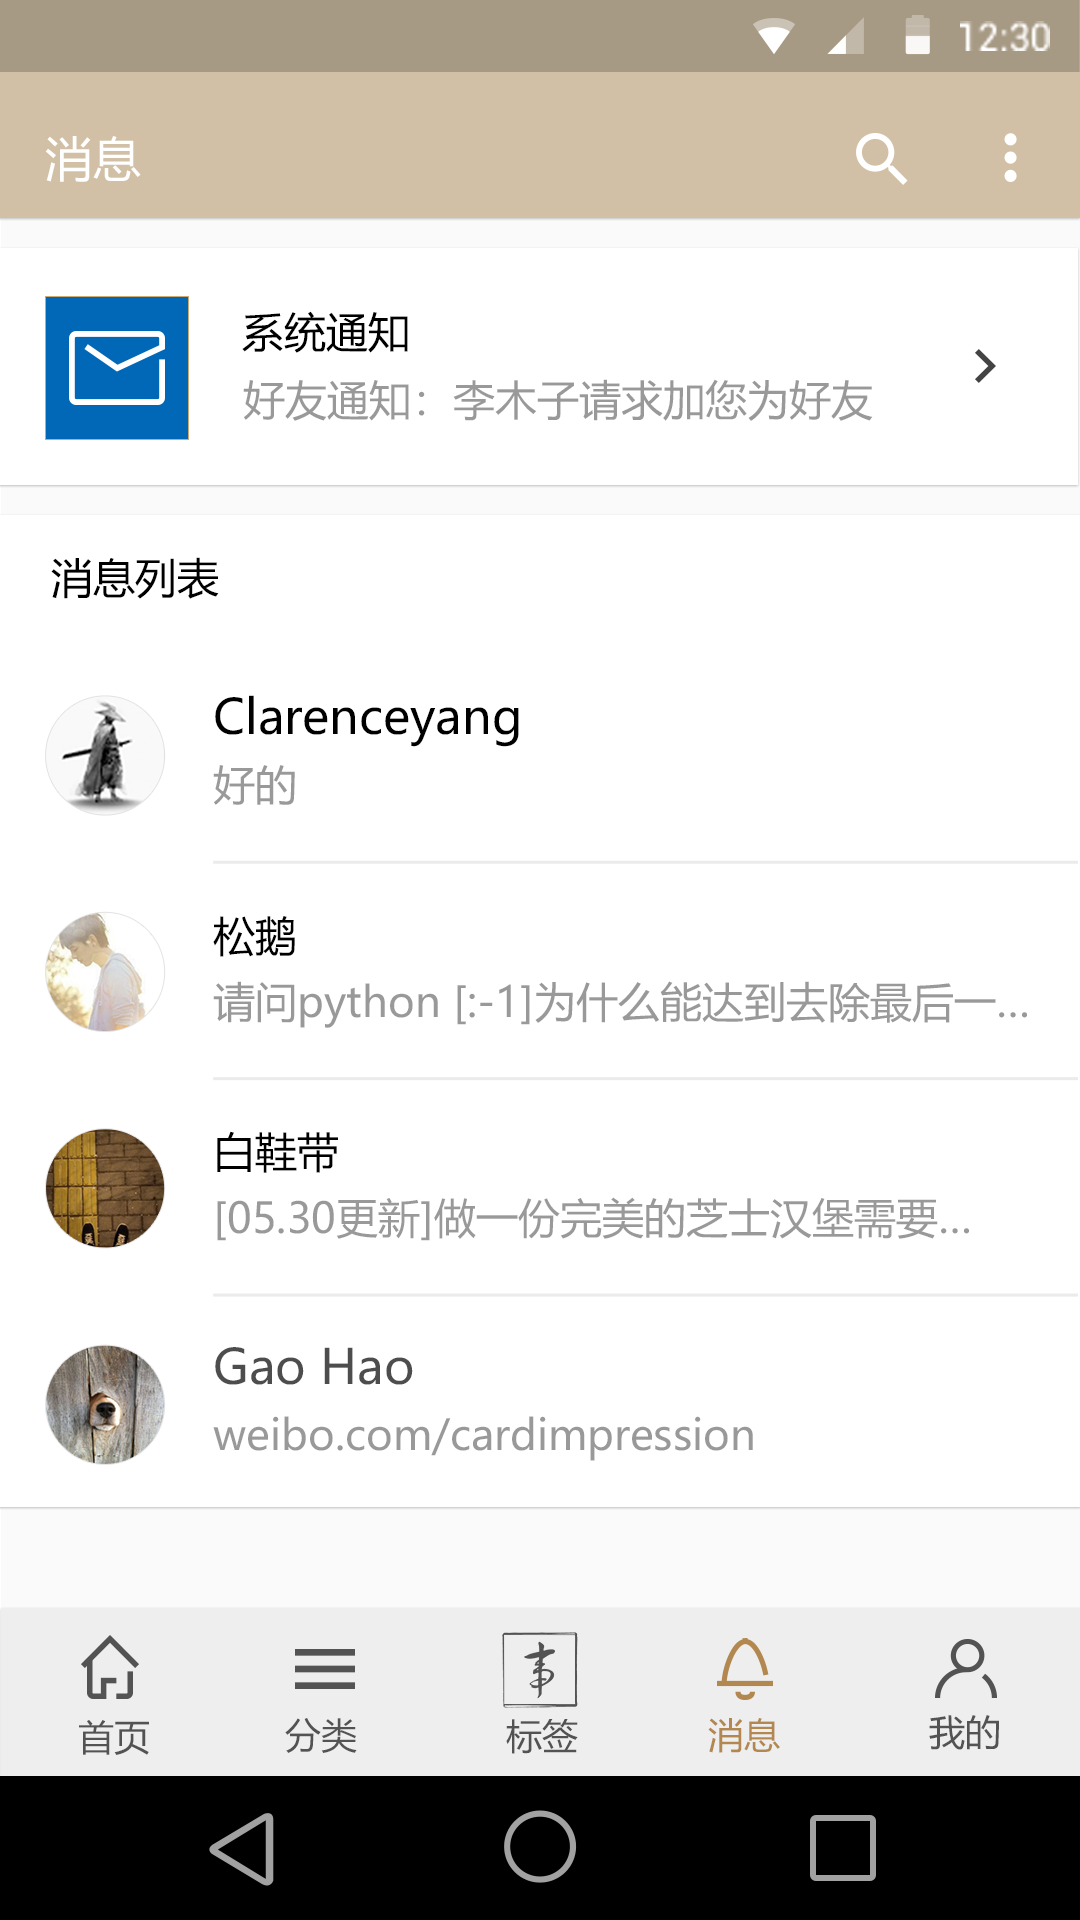 12:30
消息
系统通知
好友通知：李木子请求加您为好友
消息列表
Clarenceyang
好的
松鹅
请问python [:-1]为什么能达到去除最后一...
白鞋带
[05.30更新]做一份完美的芝士汉堡需要...
Gao Hao
weibo.com/cardimpression
首页
分类
标签
消息
我的